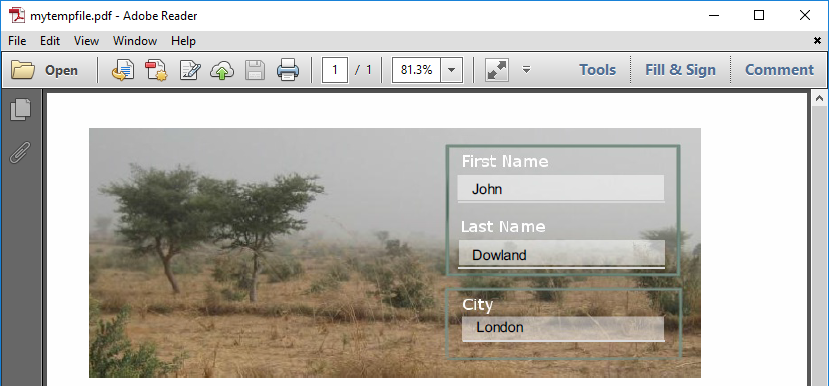 mytempfile.pdf - Adobe Reader
File Edit View Window Help
Open 1 / 1 81.3% Tools Fill & Sign Comment
First Name
John
Last Name
Dowland
City
London